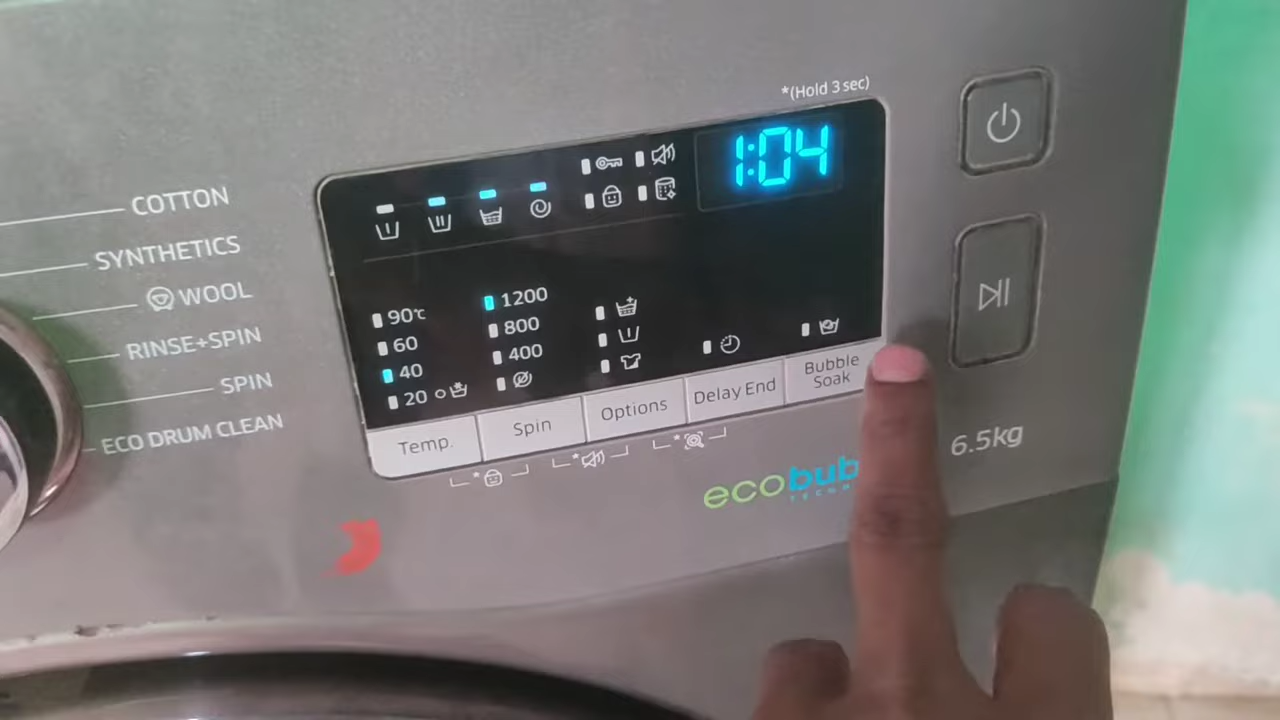 *(Hold 3 sec)
1:04
COTTON
SYNTHETICS
WOOL
RINSE+SPIN
SPIN
ECO DRUM CLEAN
90℃
60
40
20
1200
800
400
Temp.
Spin
Options
Delay End
Bubble
Soak
6.5kg
ecobub